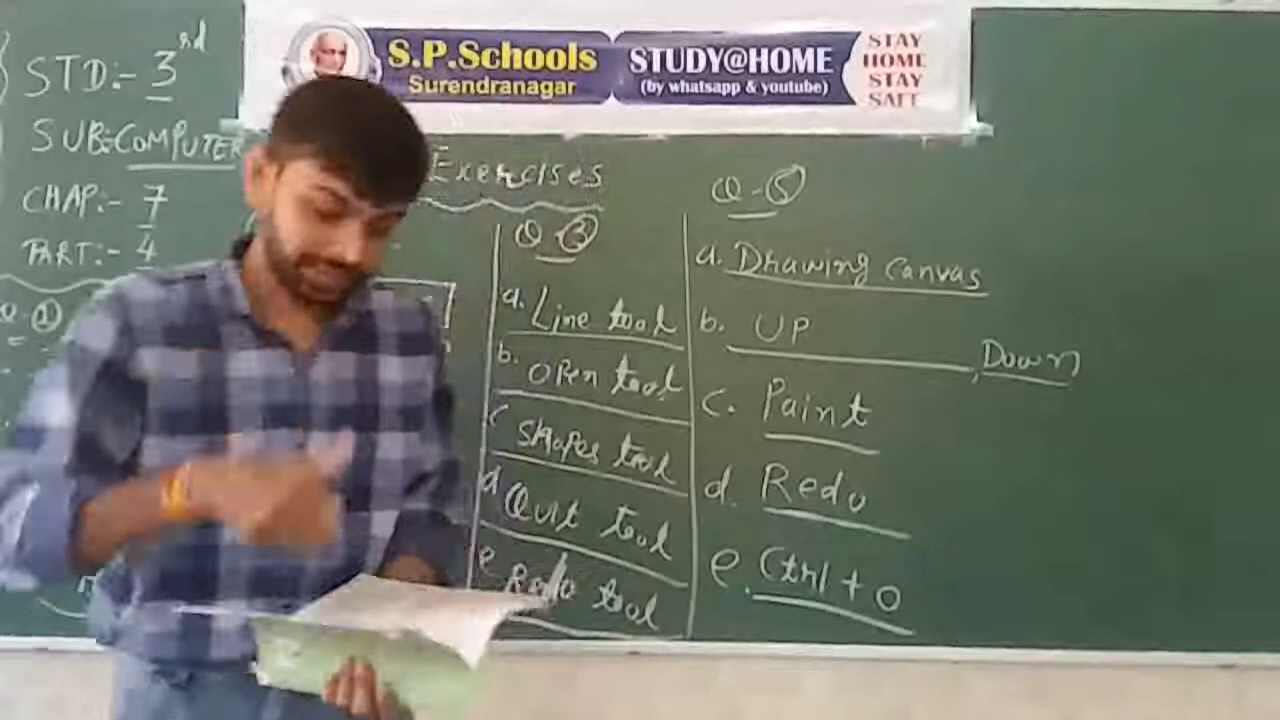 S.P.Schools
Surendranagar
STUDY@HOME
(by whatsapp & youtube)
STAY
HOME
STAY
SAFE
STD:- 3rd
SUB:COMPUTER
CHAP:- 7
PART:- 4
Exercises
Q-3
a. Line tool
b. open tool
c shapes tool
d Quit tool
e Redo tool
Q-5
a. Drawing Canvas
b. UP, Down
c. Paint
d. Redo
e. Ctrl + O